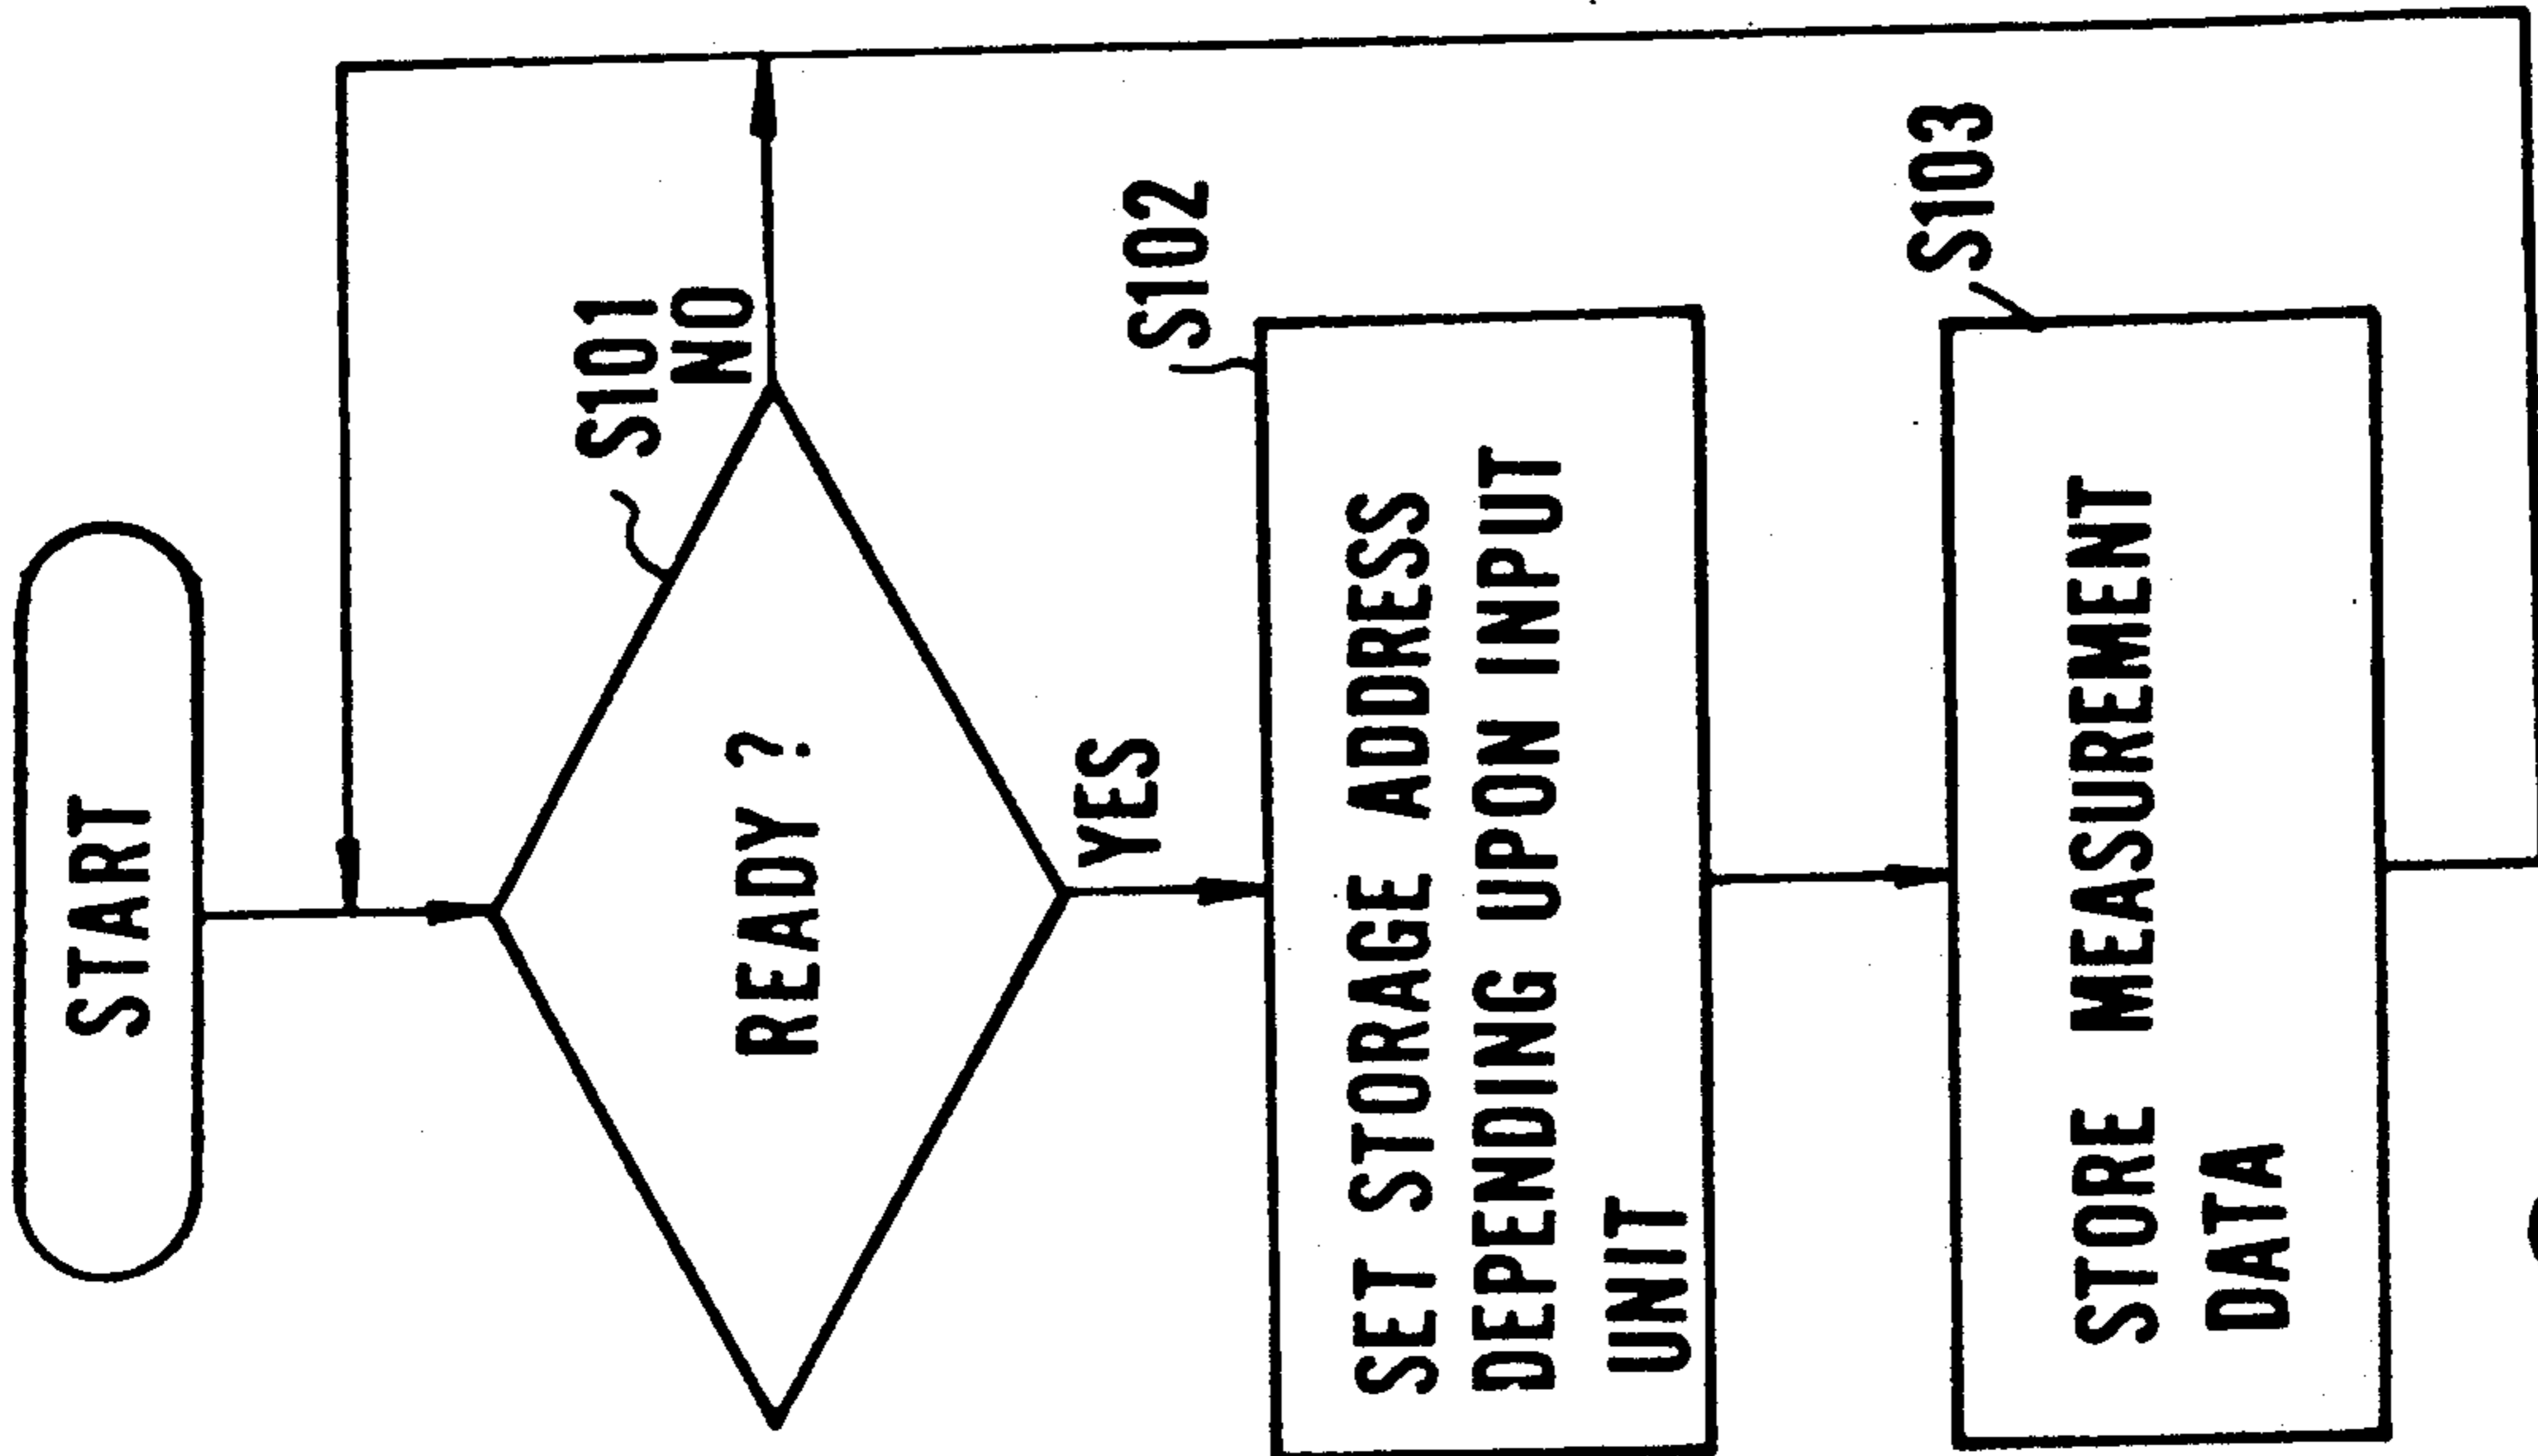 START
S101
NO
READY ?
YES
S102
SET STORAGE ADDRESS
DEPENDING UPON INPUT
UNIT
S103
STORE MEASUREMENT
DATA